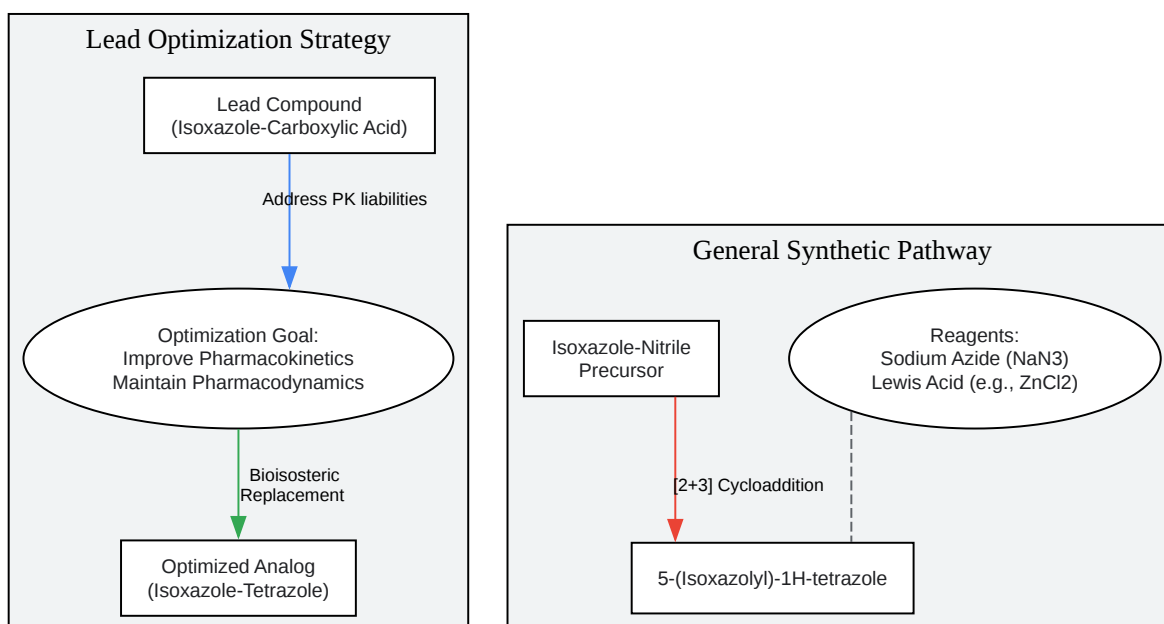 Lead Optimization Strategy
Lead Compound
(Isoxazole-Carboxylic Acid)
Address PK liabilities
Optimization Goal:
Improve Pharmacokinetics
Maintain Pharmacodynamics
Bioisosteric
Replacement
Optimized Analog
(Isoxazole-Tetrazole)
General Synthetic Pathway
Isoxazole-Nitrile
Precursor
Reagents:
Sodium Azide (NaN3)
Lewis Acid (e.g., ZnCl2)
[2+3] Cycloaddition
5-(Isoxazolyl)-1H-tetrazole